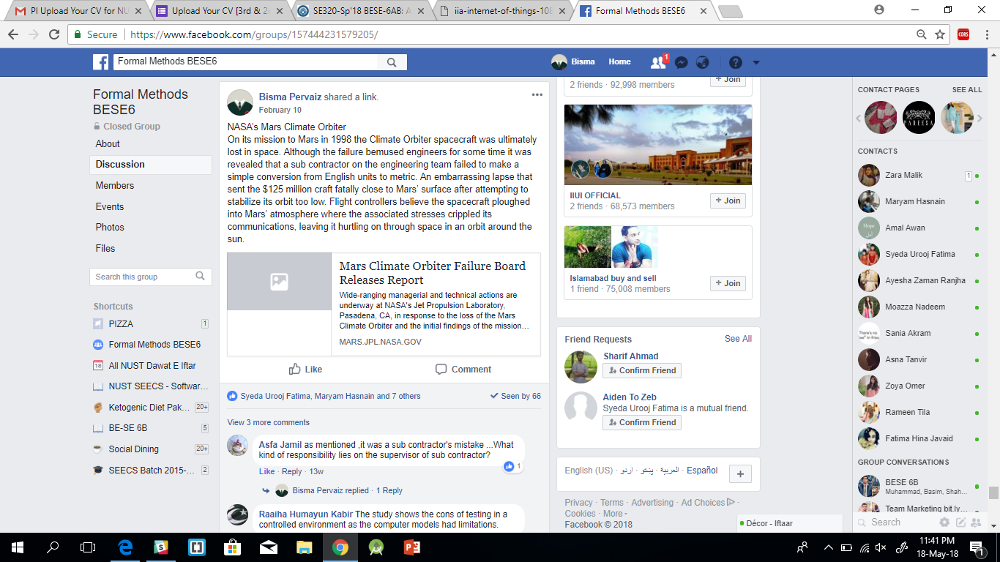 PI Upload Your CV for NU
Upload Your CV [3rd & 2
SE320-Sp'18 BESE-6AB: A
iia-internet-of-things-108
Formal Methods BESE6
Secure
https://www.facebook.com/groups/157444231579205/
CORS
Formal Methods BESE6
Bisma
Home
1
Formal Methods
BESE6
Closed Group
About
Discussion
Members
Events
Photos
Files
Search this group
Shortcuts
PIZZA 1
Formal Methods BESE6
18 All NUST Dawat E Iftar
NUST SEECS - Softwar...
Ketogenic Diet Pak... 20+
BE-SE 6B 5
Social Dining 20+
SEECS Batch 2015-... 2
Bisma Pervaiz shared a link.
February 10
NASA's Mars Climate Orbiter
On its mission to Mars in 1998 the Climate Orbiter spacecraft was ultimately
lost in space. Although the failure bemused engineers for some time it was
revealed that a sub contractor on the engineering team failed to make a
simple conversion from English units to metric. An embarrassing lapse that
sent the $125 million craft fatally close to Mars' surface after attempting to
stabilize its orbit too low. Flight controllers believe the spacecraft ploughed
into Mars' atmosphere where the associated stresses crippled its
communications, leaving it hurtling on through space in an orbit around the
sun.
Mars Climate Orbiter Failure Board
Releases Report
Wide-ranging managerial and technical actions are
underway at NASA's Jet Propulsion Laboratory,
Pasadena, CA, in response to the loss of the Mars
Climate Orbiter and the initial findings of the mission...
MARS.JPL.NASA.GOV
Like
Comment
Syeda Urooj Fatima, Maryam Hasnain and 7 others
Seen by 66
View 3 more comments
Asfa Jamil as mentioned ,it was a sub contractor's mistake ...What
kind of responsibility lies on the supervisor of sub contractor?
1
Like · Reply · 13w
Bisma Pervaiz replied · 1 Reply
Raaiha Humayun Kabir The study shows the cons of testing in a
controlled environment as the computer models had limitations.
2 friends · 92,998 members
+ Join
IIUI OFFICIAL
2 friends · 68,573 members
+ Join
Islamabad buy and sell
1 friend · 75,008 members
+ Join
Friend Requests
See All
Sharif Ahmad
Confirm Friend
Aiden To Zeb
Syeda Urooj Fatima is a mutual friend.
Confirm Friend
English (US) · اردو · پښتو · العربية · Español
+
Privacy · Terms · Advertising · Ad Choices ·
Cookies · More
Facebook © 2018
Décor - Iftaar
CONTACT PAGES
SEE ALL
PAREESA
CONTACTS
Zara Malik 1
Maryam Hasnain
Hope
Amal Awan
Syeda Urooj Fatima
Ayesha Zaman Ranjha
Moazza Nadeem
There's no
"we" in fries
Sania Akram
Asna Tanvir
Zoya Omer
Rameen Tila
Fatima Hina Javaid
GROUP CONVERSATIONS
BESE 6B
Muhammad, Basim, Shah...
Team Marketing bit.ly...
Search
11:41 PM
18-May-18
1